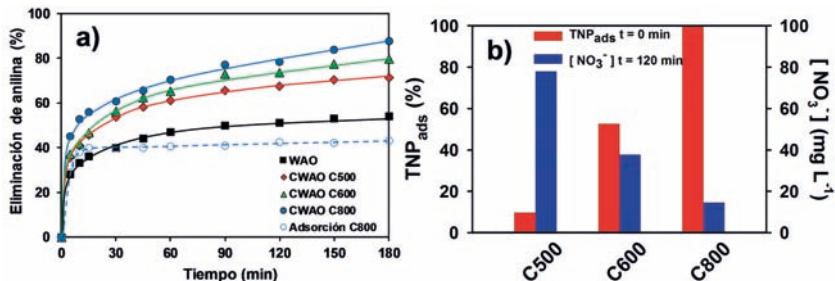 a)
Eliminación de anilina (%)
100
80
60
40
20
0
0 30 60 90 120 150 180
Tiempo (min)
WAO
CWAO C500
CWAO C600
CWAO C800
Adsorción C800
b)
TNPads (%)
100
80
60
40
20
0
TNPads t = 0 min
[NO3⁻] t = 120 min
C500 C600 C800
100
80
60
40
20
0
[NO3⁻] (mg L⁻¹)